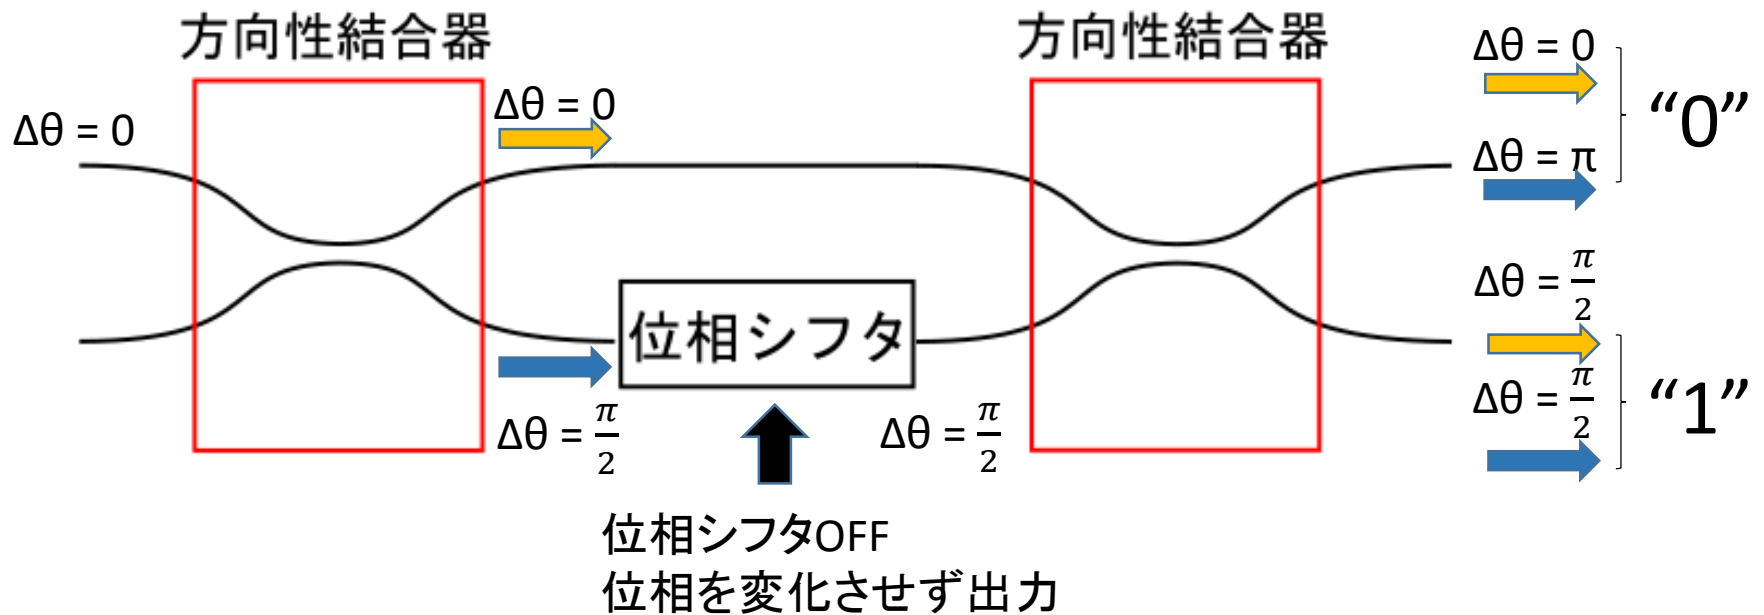 方向性結合器
方向性結合器
Δθ = 0
Δθ = 0
Δθ = 0
“0”
Δθ = π
Δθ = π/2
位相シフタ
Δθ = π/2
Δθ = π/2
Δθ = π/2
“1”
位相シフタOFF
位相を変化させず出力